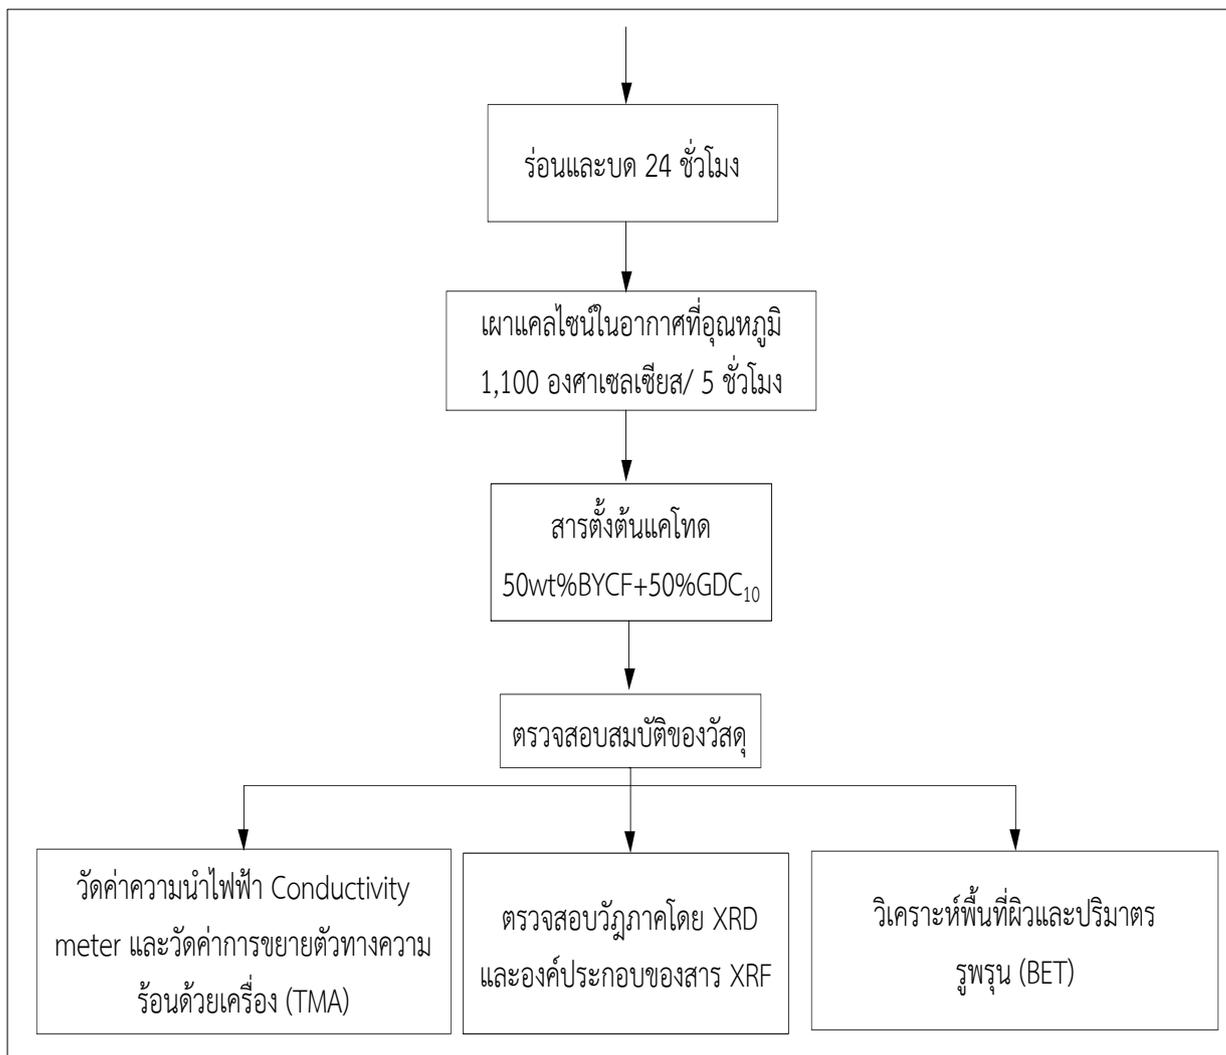 ร่อนและบด 24 ชั่วโมง
เผาแคลไซน์ในอากาศที่อุณหภูมิ
1,100 องศาเซลเซียส/ 5 ชั่วโมง
สารตั้งต้นแคโทด
50wt%BYCF+50%GDC₁₀
ตรวจสอบสมบัติของวัสดุ
วัดค่าความนำไฟฟ้า Conductivity
meter และวัดค่าการขยายตัวทางความ
ร้อนด้วยเครื่อง (TMA)
ตรวจสอบวัฎภาคโดย XRD
และองค์ประกอบของสาร XRF
วิเคราะห์พื้นที่ผิวและปริมาตร
รูพรุน (BET)